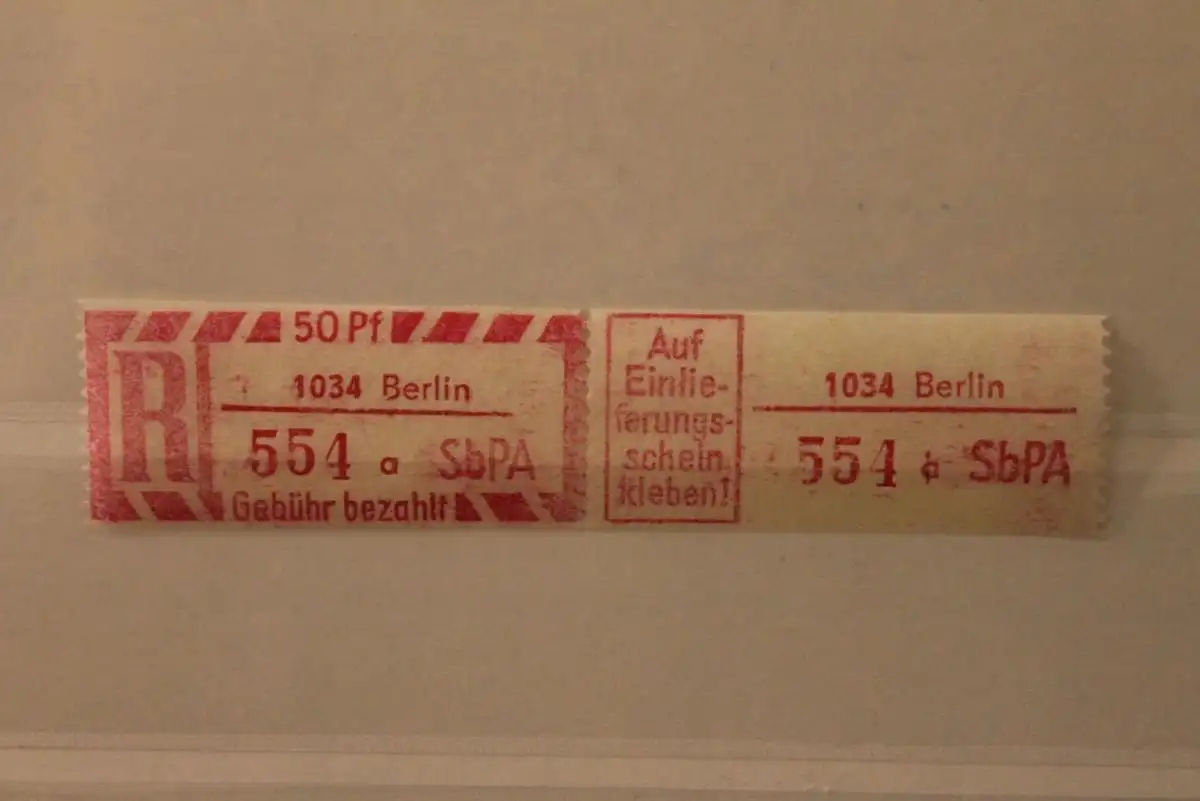 50 Pf
R
1034 Berlin
554 a SbPA
Gebühr bezahlt
Auf
Einlie-
ferungs-
schein
kleben!
1034 Berlin
554 a SbPA